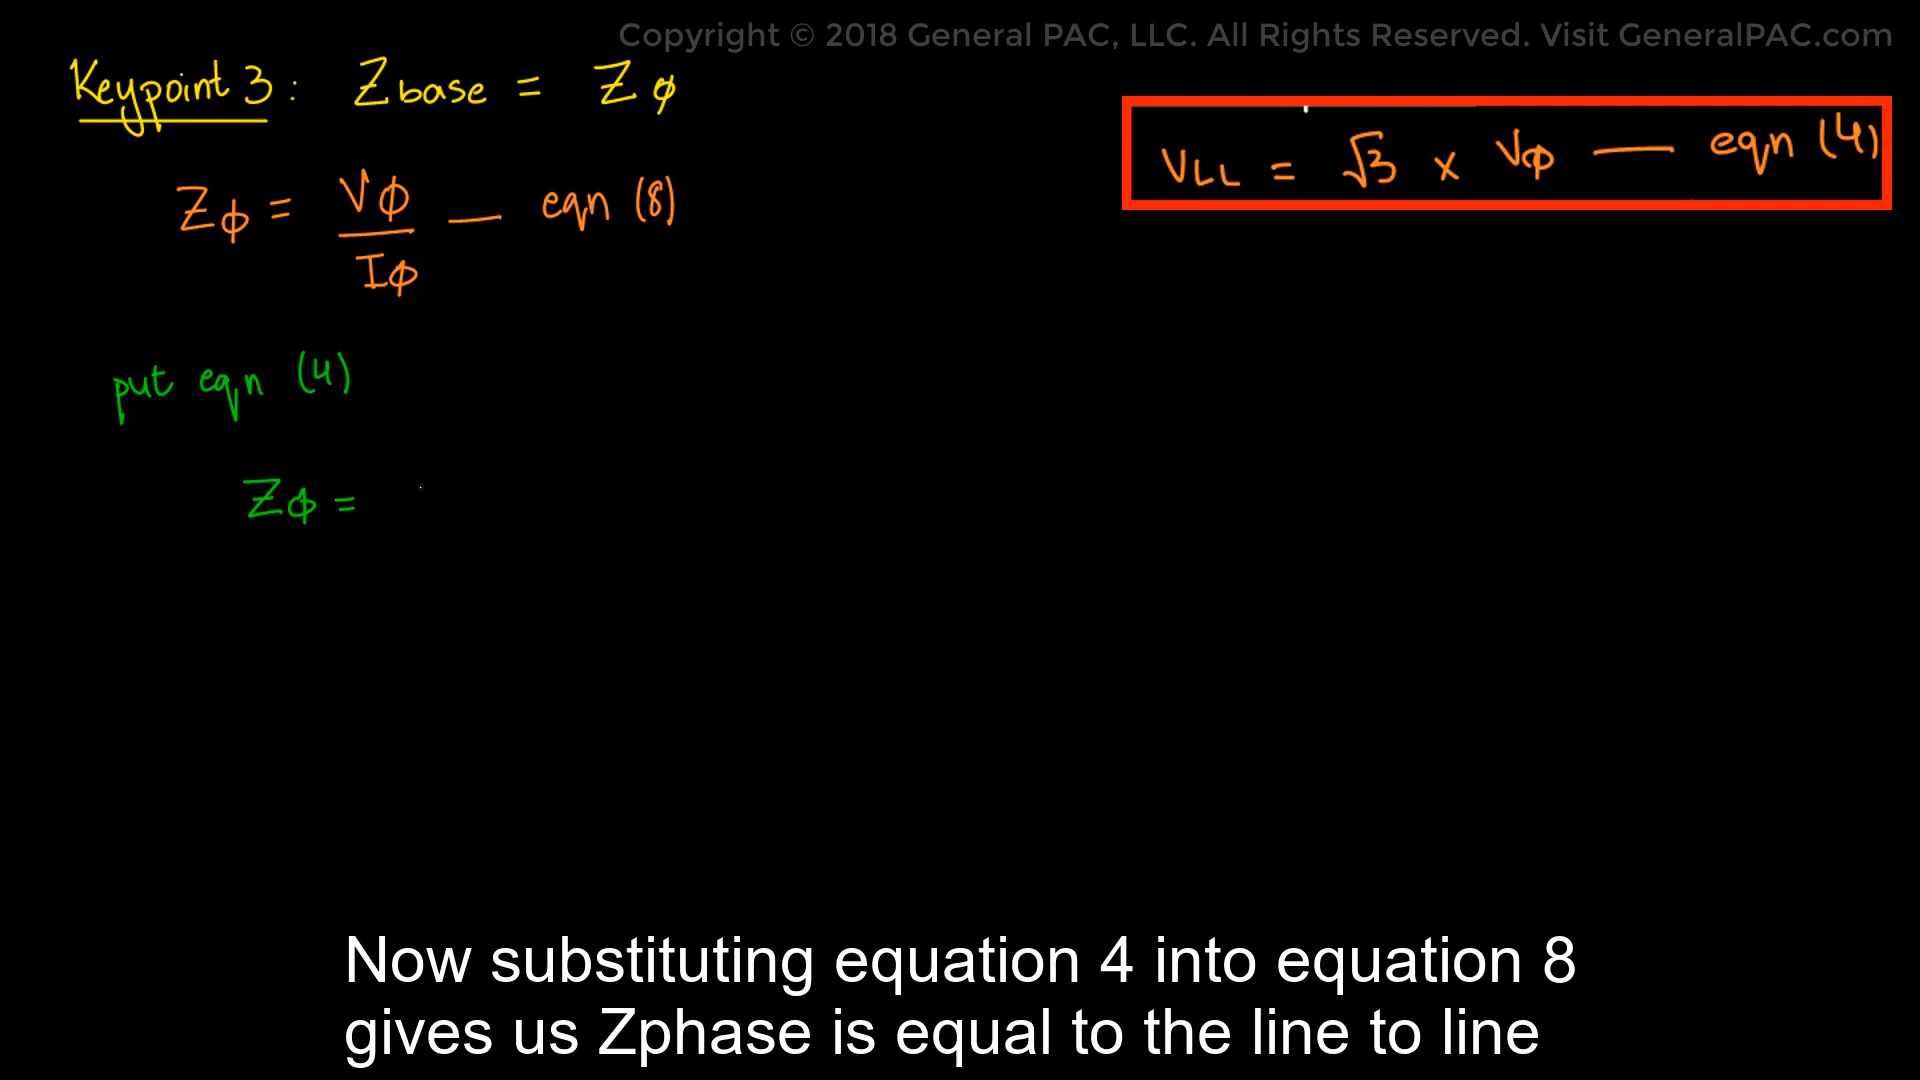 Copyright © 2018 General PAC, LLC. All Rights Reserved. Visit GeneralPAC.com
Keypoint 3: Zbase = Zϕ
VLL = √3 × Vϕ — eqn (4)
Zϕ = Vϕ — eqn (8)
Iϕ
put eqn (4)
Zϕ =
Now substituting equation 4 into equation 8
gives us Zphase is equal to the line to line